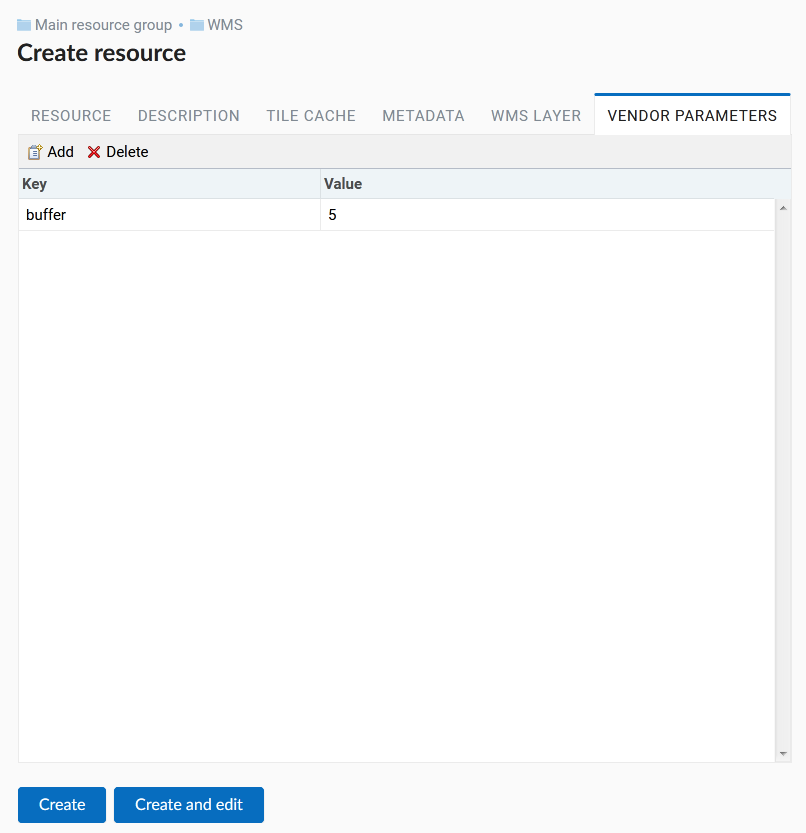 Main resource group • WMS
Create resource
RESOURCE DESCRIPTION TILE CACHE METADATA WMS LAYER VENDOR PARAMETERS
Add Delete
Key Value
buffer 5
Create Create and edit